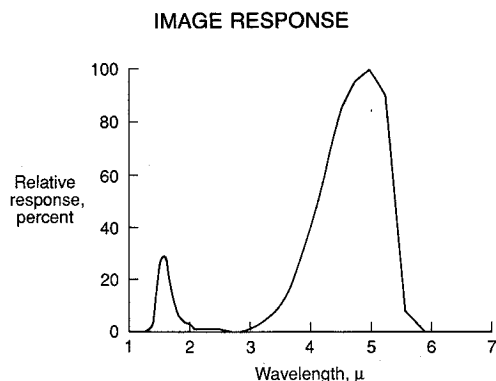 IMAGE RESPONSE
100
80
60
40
20
0
Relative
response,
percent
1 2 3 4 5 6 7
Wavelength, μ